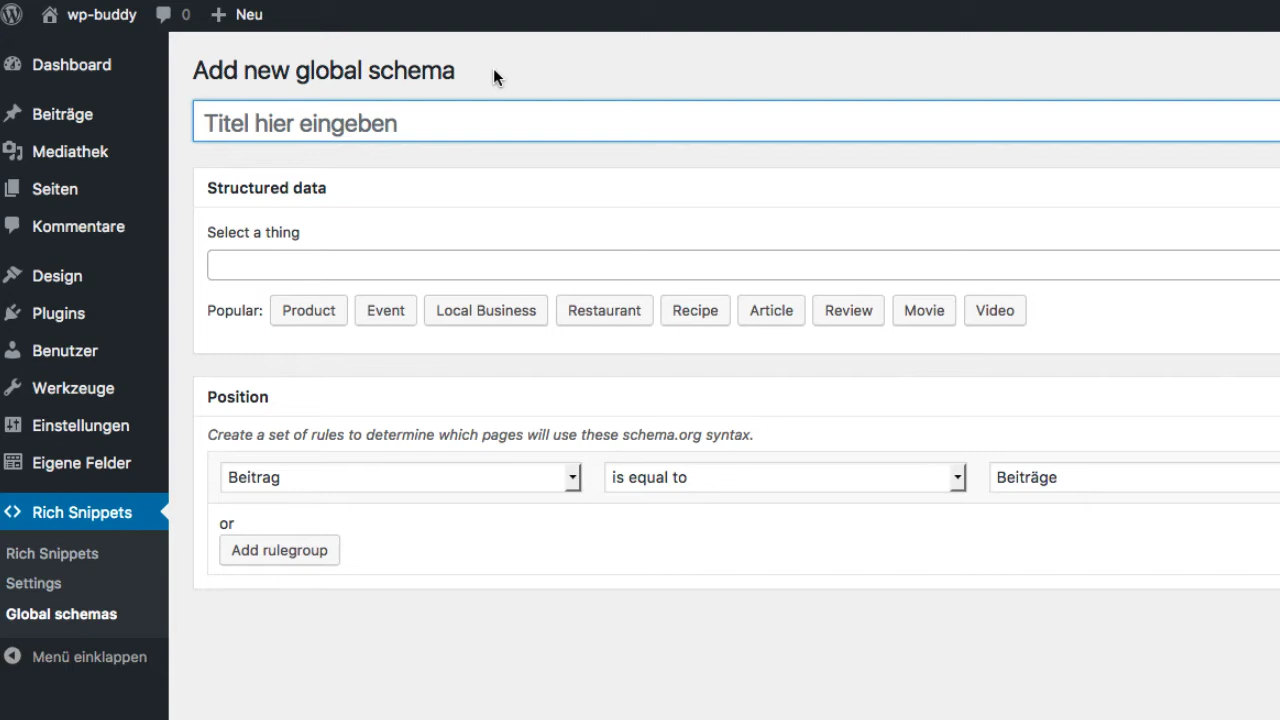 wp-buddy 0 Neu
Dashboard
Beiträge
Mediathek
Seiten
Kommentare
Design
Plugins
Benutzer
Werkzeuge
Einstellungen
Eigene Felder
Rich Snippets
Rich Snippets
Settings
Global schemas
Menü einklappen
Add new global schema
Titel hier eingeben
Structured data
Select a thing
Popular: Product Event Local Business Restaurant Recipe Article Review Movie Video
Position
Create a set of rules to determine which pages will use these schema.org syntax.
Beitrag is equal to Beiträge
or
Add rulegroup